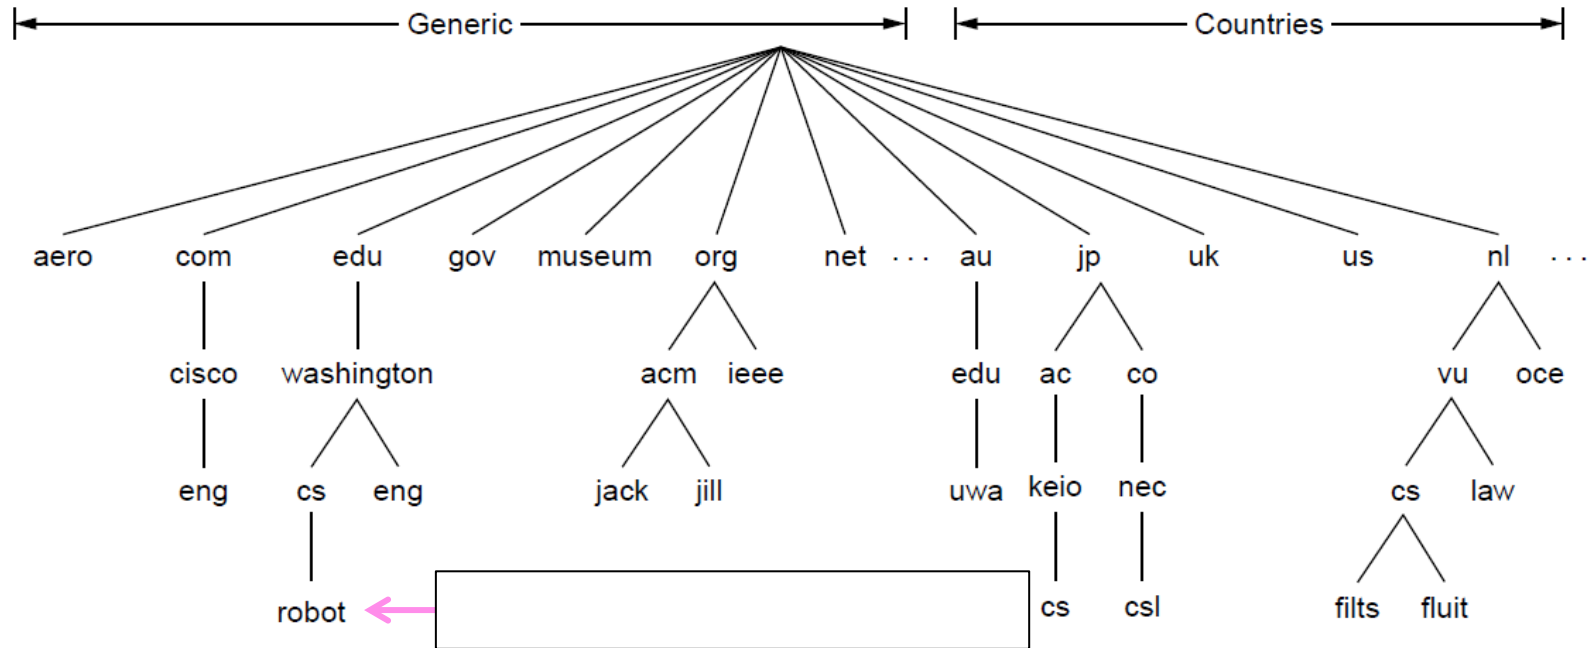 Generic Countries
aero com edu gov museum org net ··· au jp uk us nl ···
cisco washington acm ieee edu ac co vu oce
eng cs eng jack jill uwa keio nec cs law
robot cs csl filts fluit